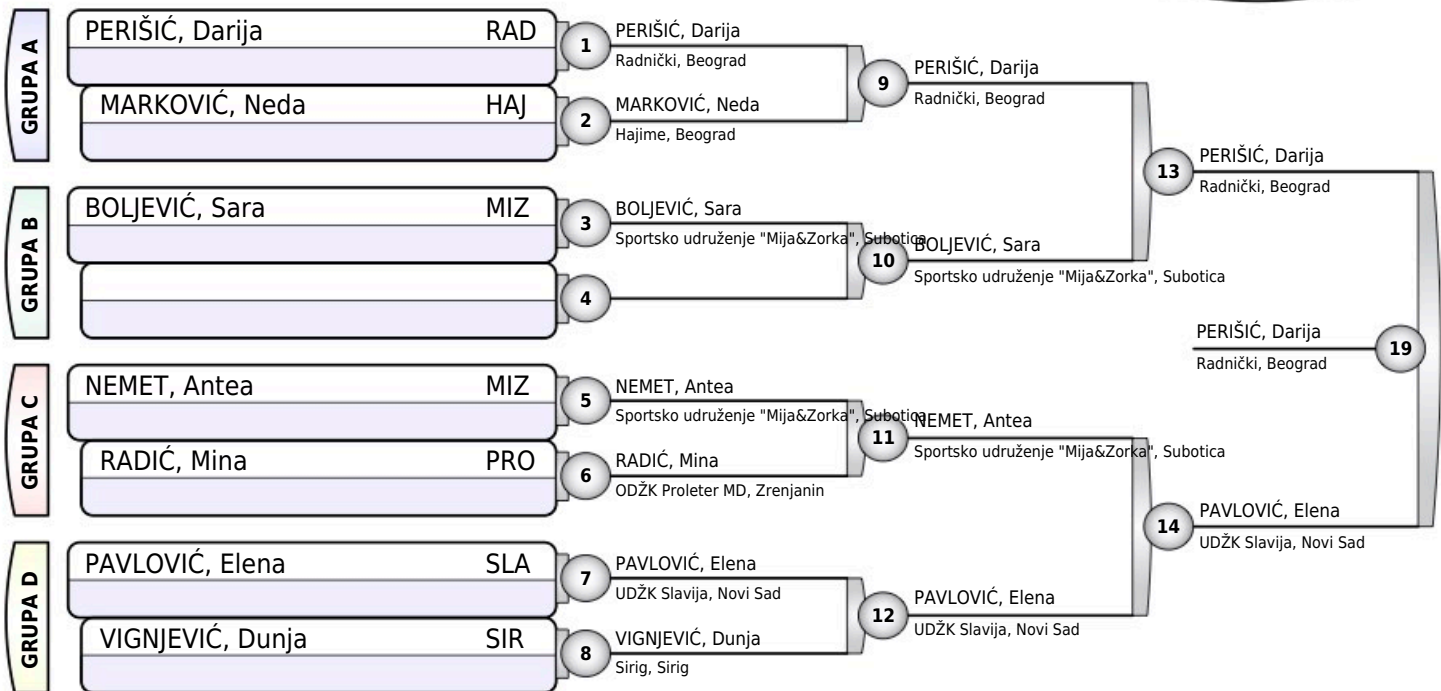 GRUPA A
PERIŠIĆ, Darija RAD
MARKOVIĆ, Neda HAJ
1
PERIŠIĆ, Darija
Radnički, Beograd
2
MARKOVIĆ, Neda
Hajime, Beograd
9
PERIŠIĆ, Darija
Radnički, Beograd
GRUPA B
BOLJEVIĆ, Sara MIZ
3
BOLJEVIĆ, Sara
Sportsko udruženje "Mija&Zorka", Subotica
4
10
BOLJEVIĆ, Sara
Sportsko udruženje "Mija&Zorka", Subotica
13
PERIŠIĆ, Darija
Radnički, Beograd
GRUPA C
NEMET, Antea MIZ
RADIĆ, Mina PRO
5
NEMET, Antea
Sportsko udruženje "Mija&Zorka", Subotica
6
RADIĆ, Mina
ODŽK Proleter MD, Zrenjanin
11
NEMET, Antea
Sportsko udruženje "Mija&Zorka", Subotica
GRUPA D
PAVLOVIĆ, Elena SLA
VIGNJEVIĆ, Dunja SIR
7
PAVLOVIĆ, Elena
UDŽK Slavija, Novi Sad
8
VIGNJEVIĆ, Dunja
Sirig, Sirig
12
PAVLOVIĆ, Elena
UDŽK Slavija, Novi Sad
14
PAVLOVIĆ, Elena
UDŽK Slavija, Novi Sad
PERIŠIĆ, Darija
Radnički, Beograd
19